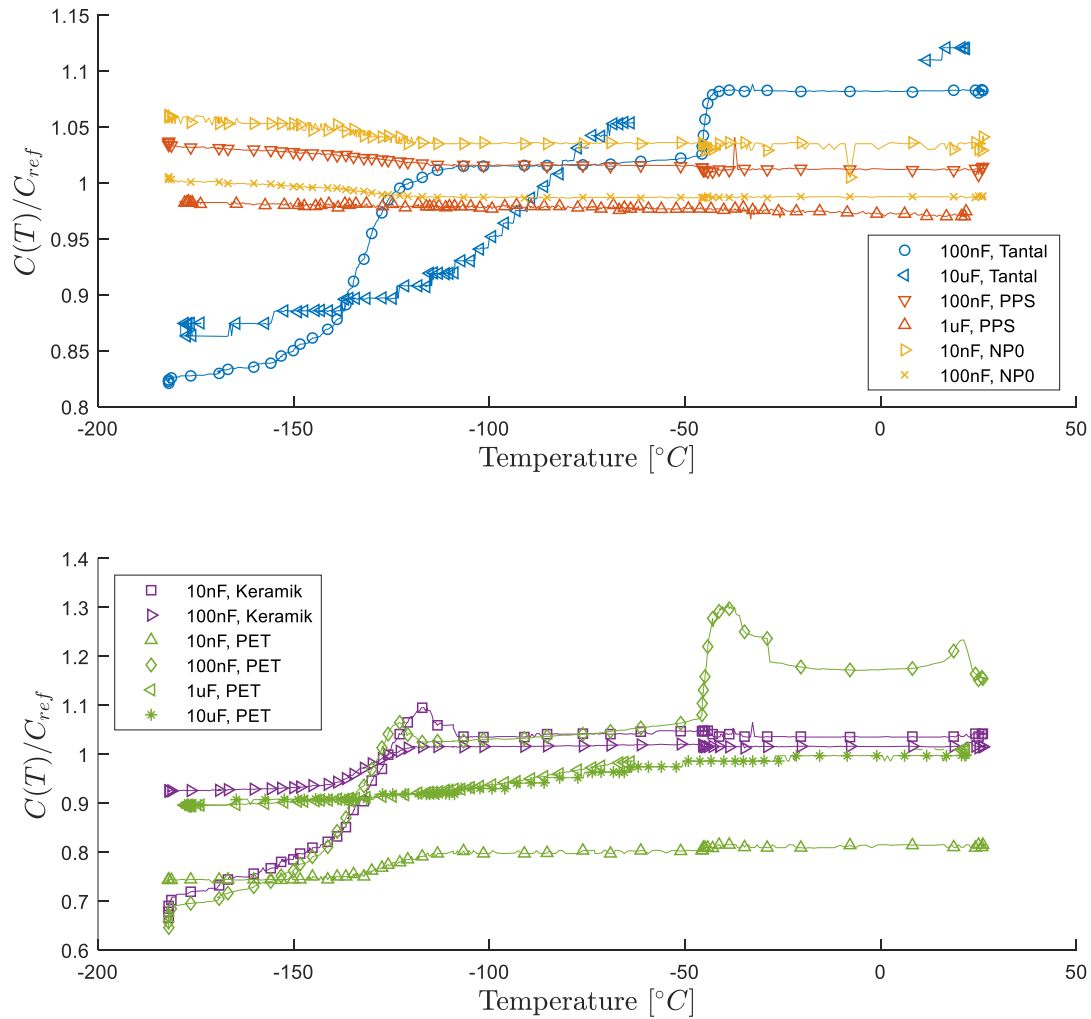 1.15
1.1
1.05
1
0.95
0.9
0.85
0.8
C(T)/C_ref
100nF, Tantal
10uF, Tantal
100nF, PPS
1uF, PPS
10nF, NP0
100nF, NP0
-200 -150 -100 -50 0 50
Temperature [°C]
1.4
1.3
1.2
1.1
1
0.9
0.8
0.7
0.6
C(T)/C_ref
10nF, Keramik
100nF, Keramik
10nF, PET
100nF, PET
1uF, PET
10uF, PET
-200 -150 -100 -50 0 50
Temperature [°C]